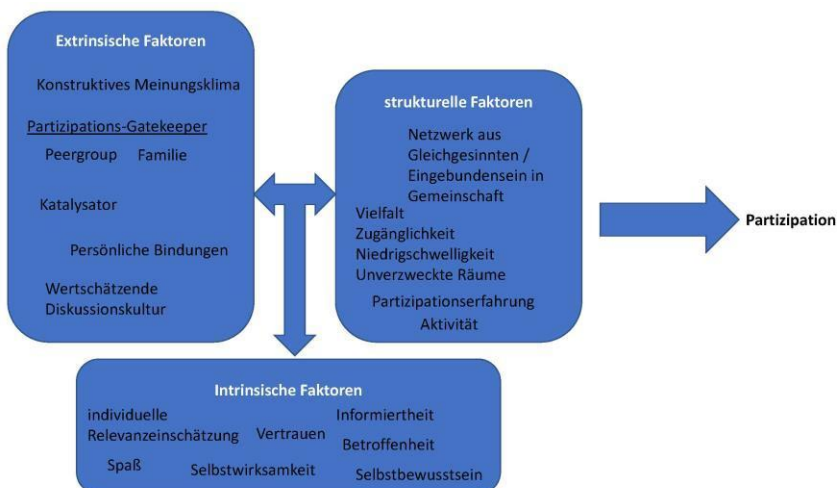 Extrinsische Faktoren
Konstruktives Meinungsklima
Partizipations-Gatekeeper
Peergroup Familie
Katalysator
Persönliche Bindungen
Wertschätzende
Diskussionskultur
strukturelle Faktoren
Netzwerk aus
Gleichgesinnten /
Eingebundensein in
Gemeinschaft
Vielfalt
Zugänglichkeit
Niedrigschwelligkeit
Unverzweckte Räume
Partizipationserfahrung
Aktivität
Partizipation
Intrinsische Faktoren
individuelle
Relevanzeinschätzung
Vertrauen
Informiertheit
Betroffenheit
Spaß
Selbstwirksamkeit
Selbstbewusstsein